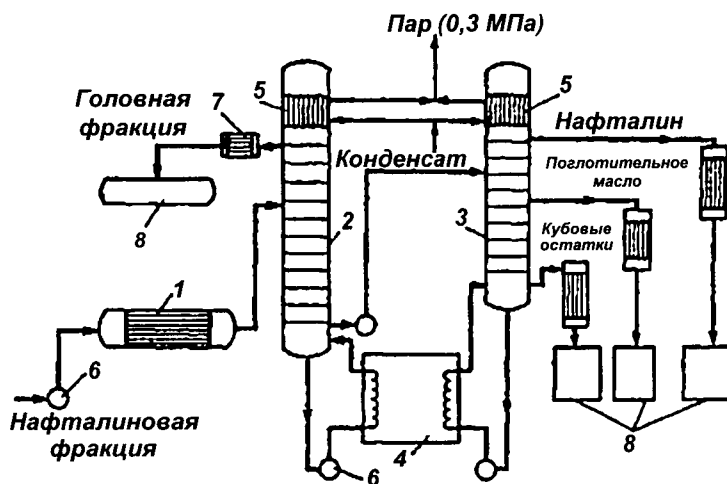 Пар (0,3 МПа)
5
5
Головная
фракция
7
Нафталин
Конденсат
Поглотительное
масло
8
2
3
Кубовые
остатки
1
6
Нафталиновая
фракция
4
6
8